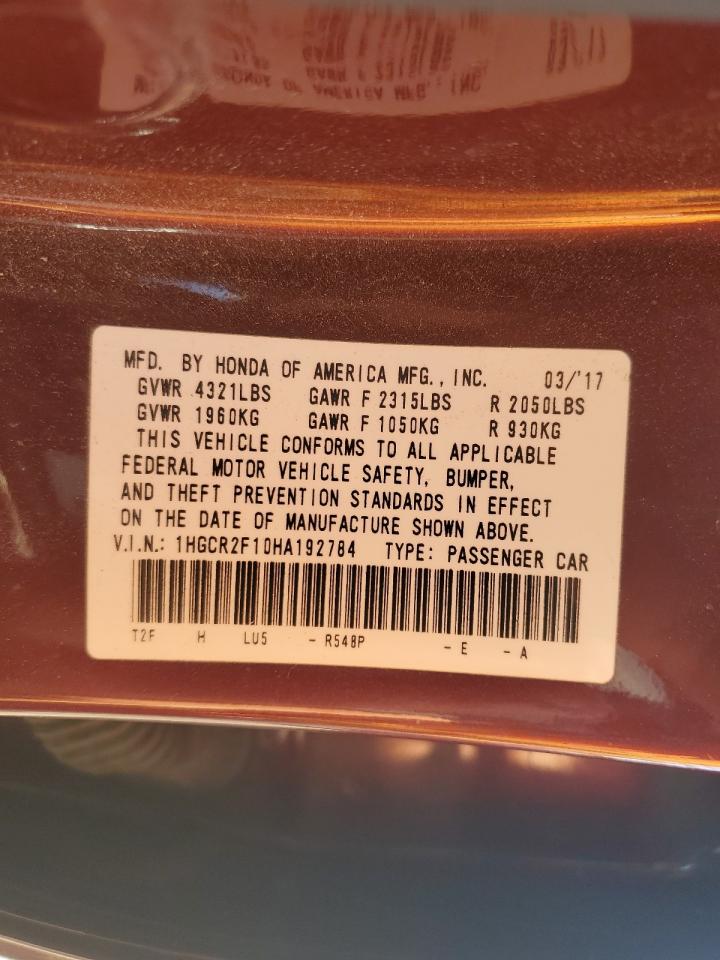 MFD. BY HONDA OF AMERICA MFG., INC. 03/'17
GVWR 4321LBS GAWR F 2315LBS R 2050LBS
GVWR 1960KG GAWR F 1050KG R 930KG
THIS VEHICLE CONFORMS TO ALL APPLICABLE
FEDERAL MOTOR VEHICLE SAFETY, BUMPER,
AND THEFT PREVENTION STANDARDS IN EFFECT
ON THE DATE OF MANUFACTURE SHOWN ABOVE.
V.I.N.: 1HGCR2F10HA192784 TYPE: PASSENGER CAR
T2F H LU5 - R548P - E - A